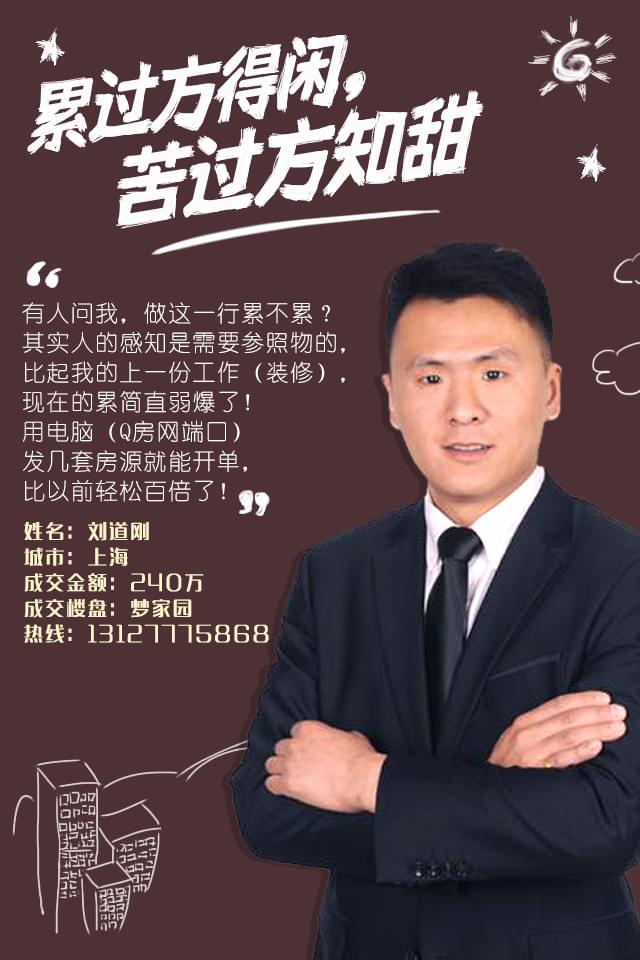 累过方得闲，
苦过方知甜
“
有人问我，做这一行累不累？
其实人的感知是需要参照物的，
比起我的上一份工作（装修），
现在的累简直弱爆了！
用电脑（Q房网端口）
发几套房源就能开单，
比以前轻松百倍了！”
姓名：刘道刚
城市：上海
成交金额：240万
成交楼盘：梦家园
热线：13127775868